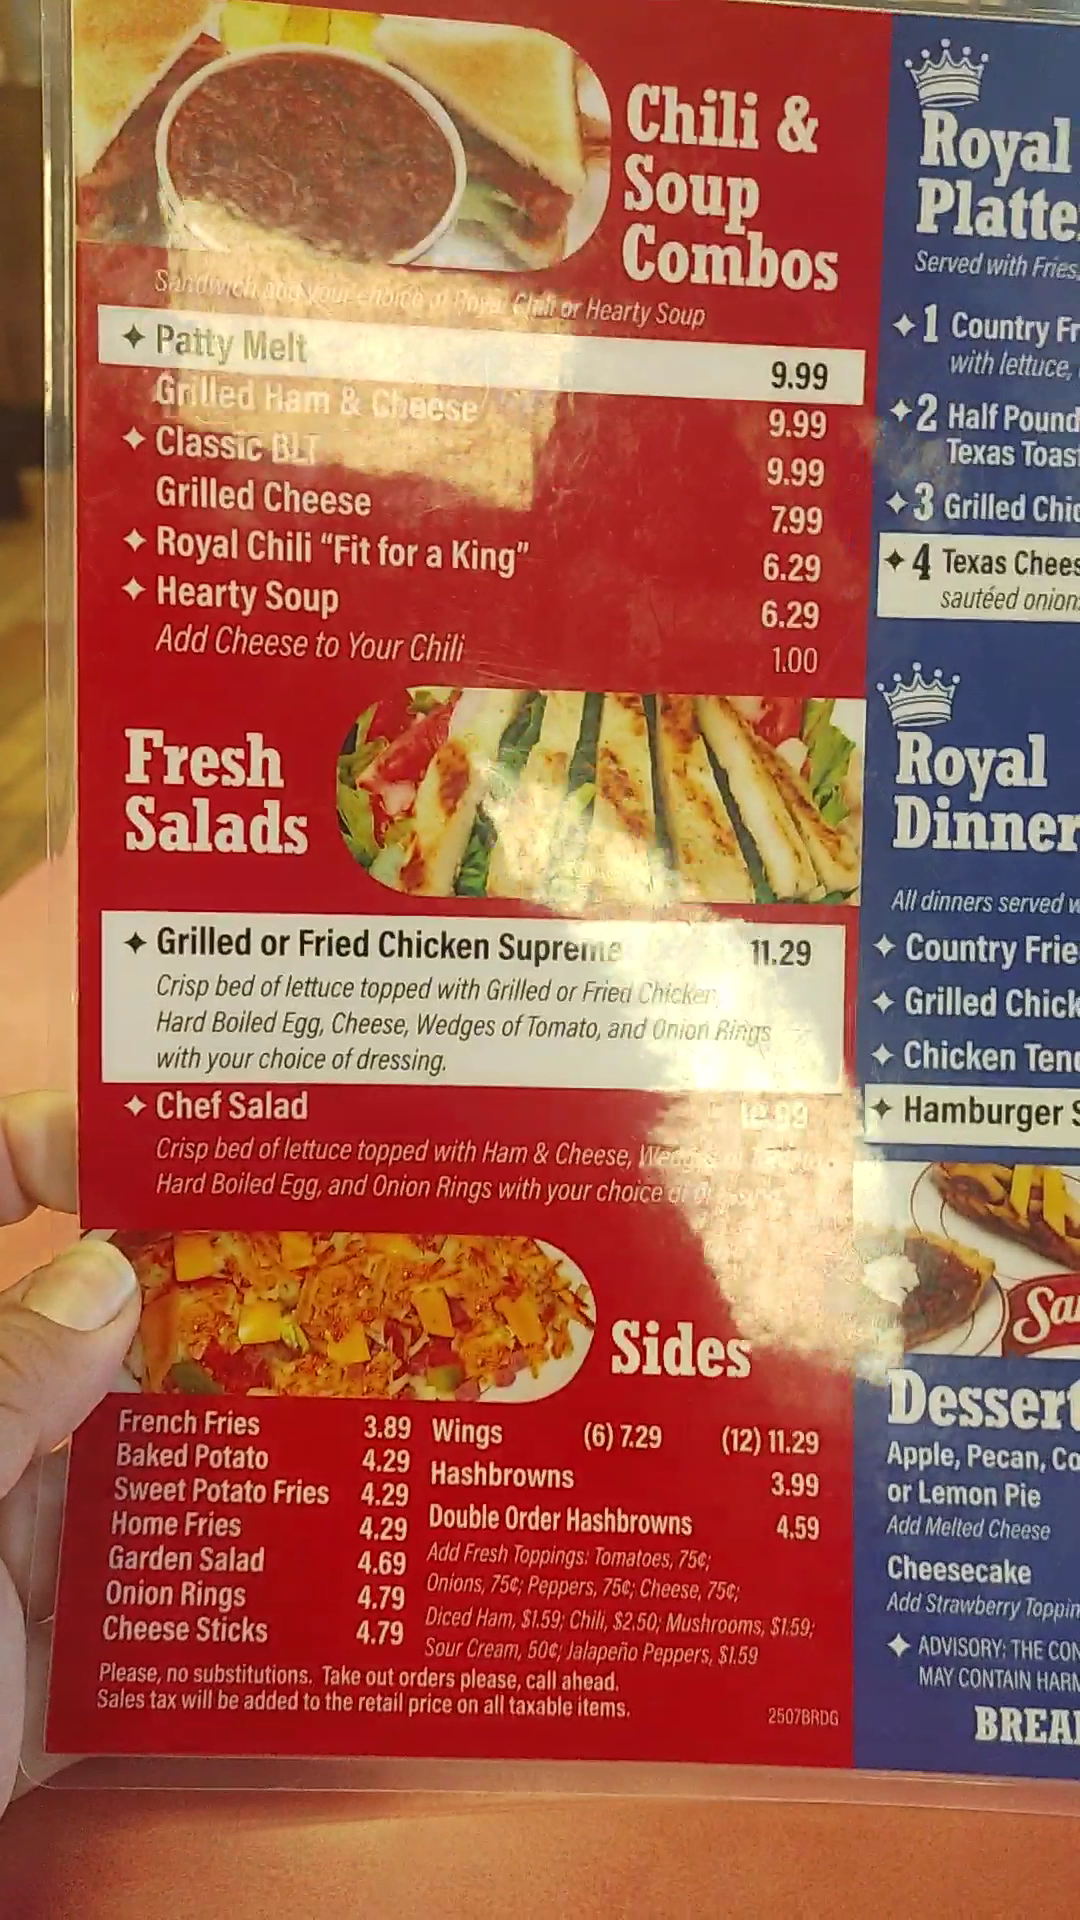 Chili &
Soup
Combos
Sandwich and your choice of Royal Chili or Hearty Soup
✦ Patty Melt 9.99
Grilled Ham & Cheese 9.99
✦ Classic BLT 9.99
Grilled Cheese 7.99
✦ Royal Chili “Fit for a King” 6.29
✦ Hearty Soup 6.29
Add Cheese to Your Chili 1.00
Fresh
Salads
✦ Grilled or Fried Chicken Supreme 11.29
Crisp bed of lettuce topped with Grilled or Fried Chicken,
Hard Boiled Egg, Cheese, Wedges of Tomato, and Onion Rings
with your choice of dressing.
✦ Chef Salad
Crisp bed of lettuce topped with Ham & Cheese, Wedges of
Hard Boiled Egg, and Onion Rings with your choice of
Sides
French Fries 3.89
Baked Potato 4.29
Sweet Potato Fries 4.29
Home Fries 4.29
Garden Salad 4.69
Onion Rings 4.79
Cheese Sticks 4.79
Wings (6) 7.29 (12) 11.29
Hashbrowns 3.99
Double Order Hashbrowns 4.59
Add Fresh Toppings: Tomatoes, 75¢;
Onions, 75¢; Peppers, 75¢; Cheese, 75¢;
Diced Ham, $1.59; Chili, $2.50; Mushrooms, $1.59;
Sour Cream, 50¢; Jalapeño Peppers, $1.59
Please, no substitutions. Take out orders please, call ahead.
Sales tax will be added to the retail price on all taxable items.
2507BRDG
Royal
Platte
Served with Fries,
✦ 1 Country Fr
with lettuce,
✦ 2 Half Pound
Texas Toast
✦ 3 Grilled Chic
✦ 4 Texas Chees
sautéed onion
Royal
Dinner
All dinners served w
✦ Country Frie
✦ Grilled Chick
✦ Chicken Tend
✦ Hamburger S
Sa
Dessert
Apple, Pecan, Co
or Lemon Pie
Add Melted Cheese
Cheesecake
Add Strawberry Toppin
✦ ADVISORY: THE CON
MAY CONTAIN HARM
BREA